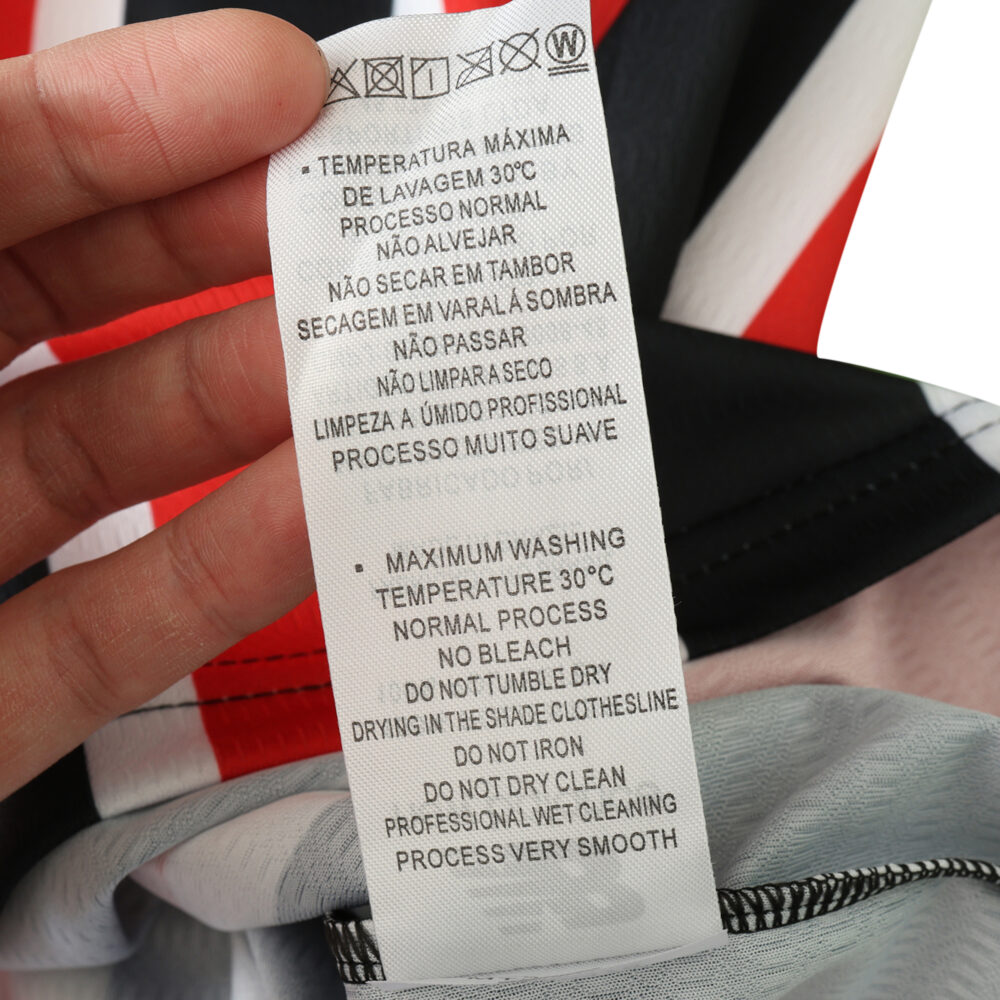 W
▪ TEMPERATURA MÁXIMA
DE LAVAGEM 30°C
PROCESSO NORMAL
NÃO ALVEJAR
NÃO SECAR EM TAMBOR
SECAGEM EM VARAL Á SOMBRA
NÃO PASSAR
NÃO LIMPAR A SECO
LIMPEZA A ÚMIDO PROFISSIONAL
PROCESSO MUITO SUAVE
▪ MAXIMUM WASHING
TEMPERATURE 30°C
NORMAL PROCESS
NO BLEACH
DO NOT TUMBLE DRY
DRYING IN THE SHADE CLOTHESLINE
DO NOT IRON
DO NOT DRY CLEAN
PROFESSIONAL WET CLEANING
PROCESS VERY SMOOTH